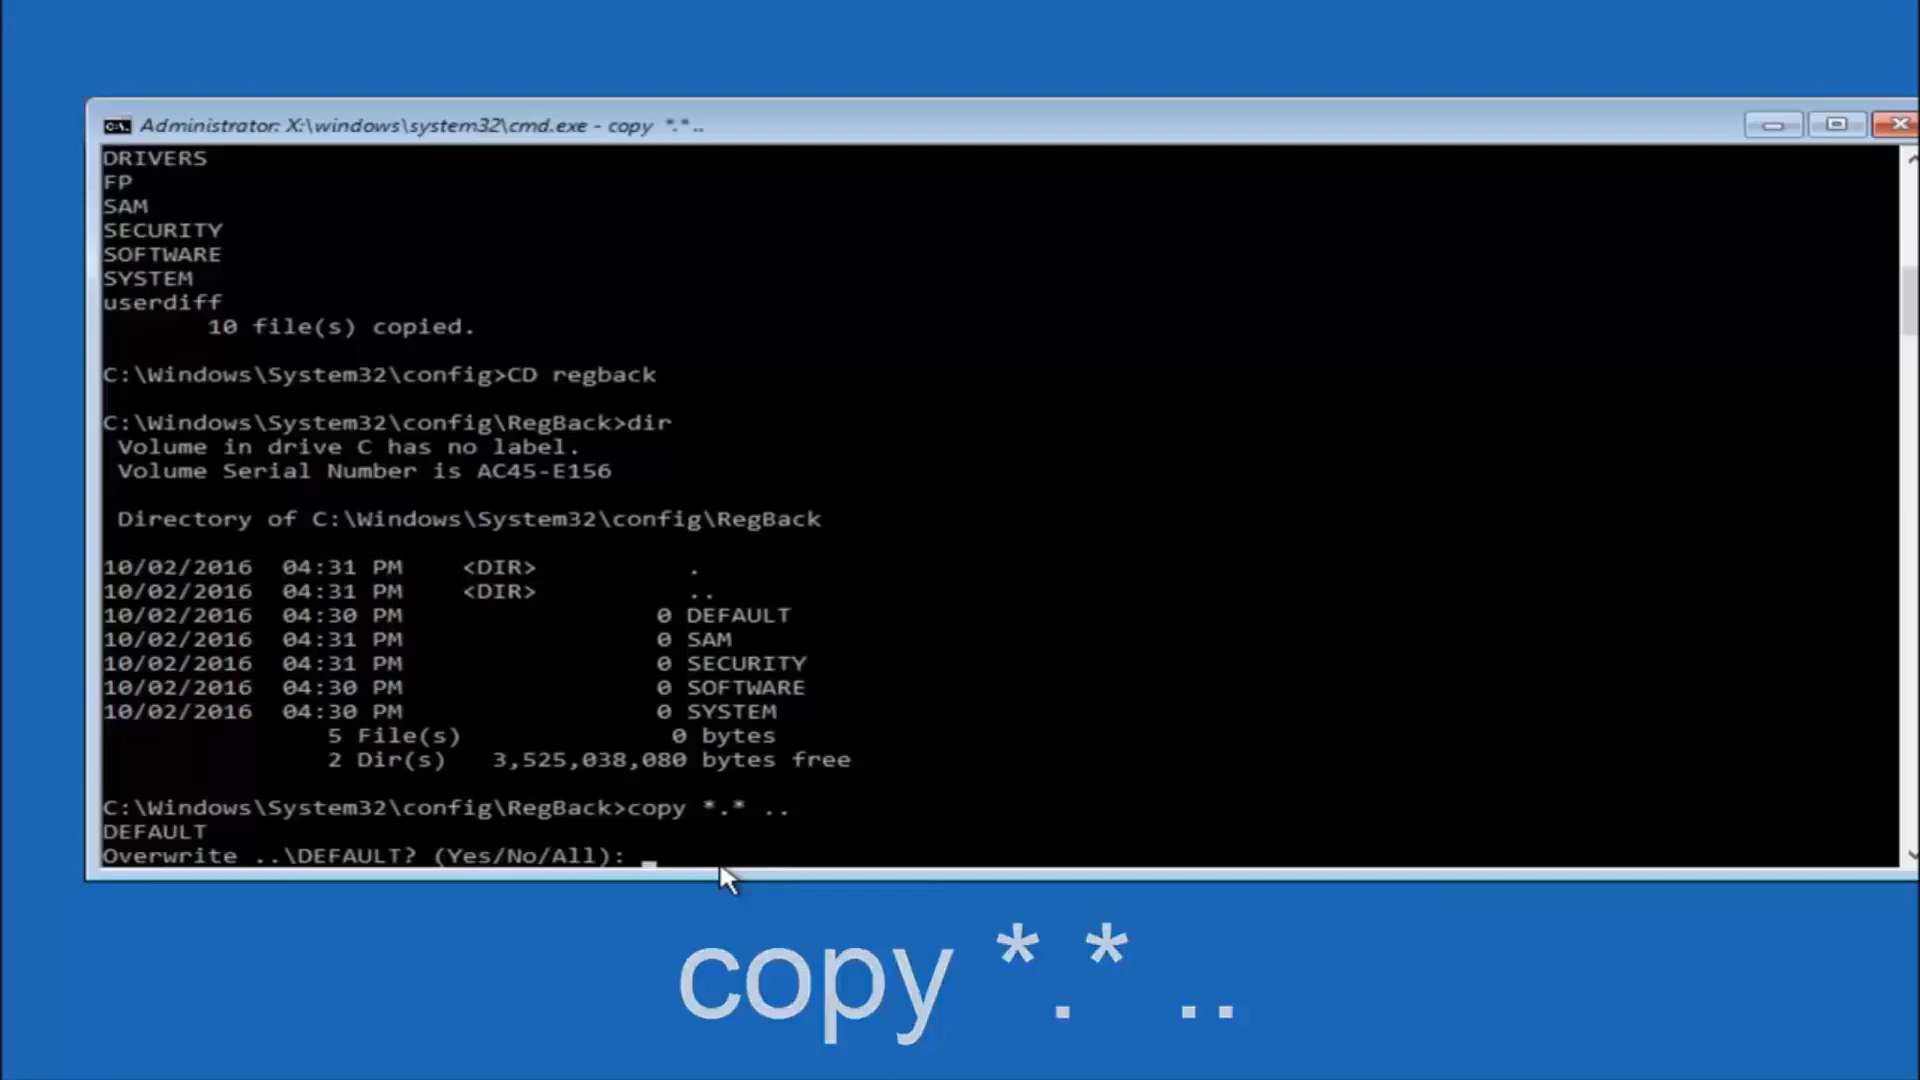 Administrator: X:\windows\system32\cmd.exe - copy *.* ..
DRIVERS
FP
SAM
SECURITY
SOFTWARE
SYSTEM
userdiff
10 file(s) copied.
C:\Windows\System32\config>CD regback
C:\Windows\System32\config\RegBack>dir
Volume in drive C has no label.
Volume Serial Number is AC45-E156
Directory of C:\Windows\System32\config\RegBack
10/02/2016 04:31 PM <DIR> .
10/02/2016 04:31 PM <DIR> ..
10/02/2016 04:30 PM 0 DEFAULT
10/02/2016 04:31 PM 0 SAM
10/02/2016 04:31 PM 0 SECURITY
10/02/2016 04:30 PM 0 SOFTWARE
10/02/2016 04:30 PM 0 SYSTEM
5 File(s) 0 bytes
2 Dir(s) 3,525,038,080 bytes free
C:\Windows\System32\config\RegBack>copy *.* ..
DEFAULT
Overwrite ..\DEFAULT? (Yes/No/All): _
copy *.* ..